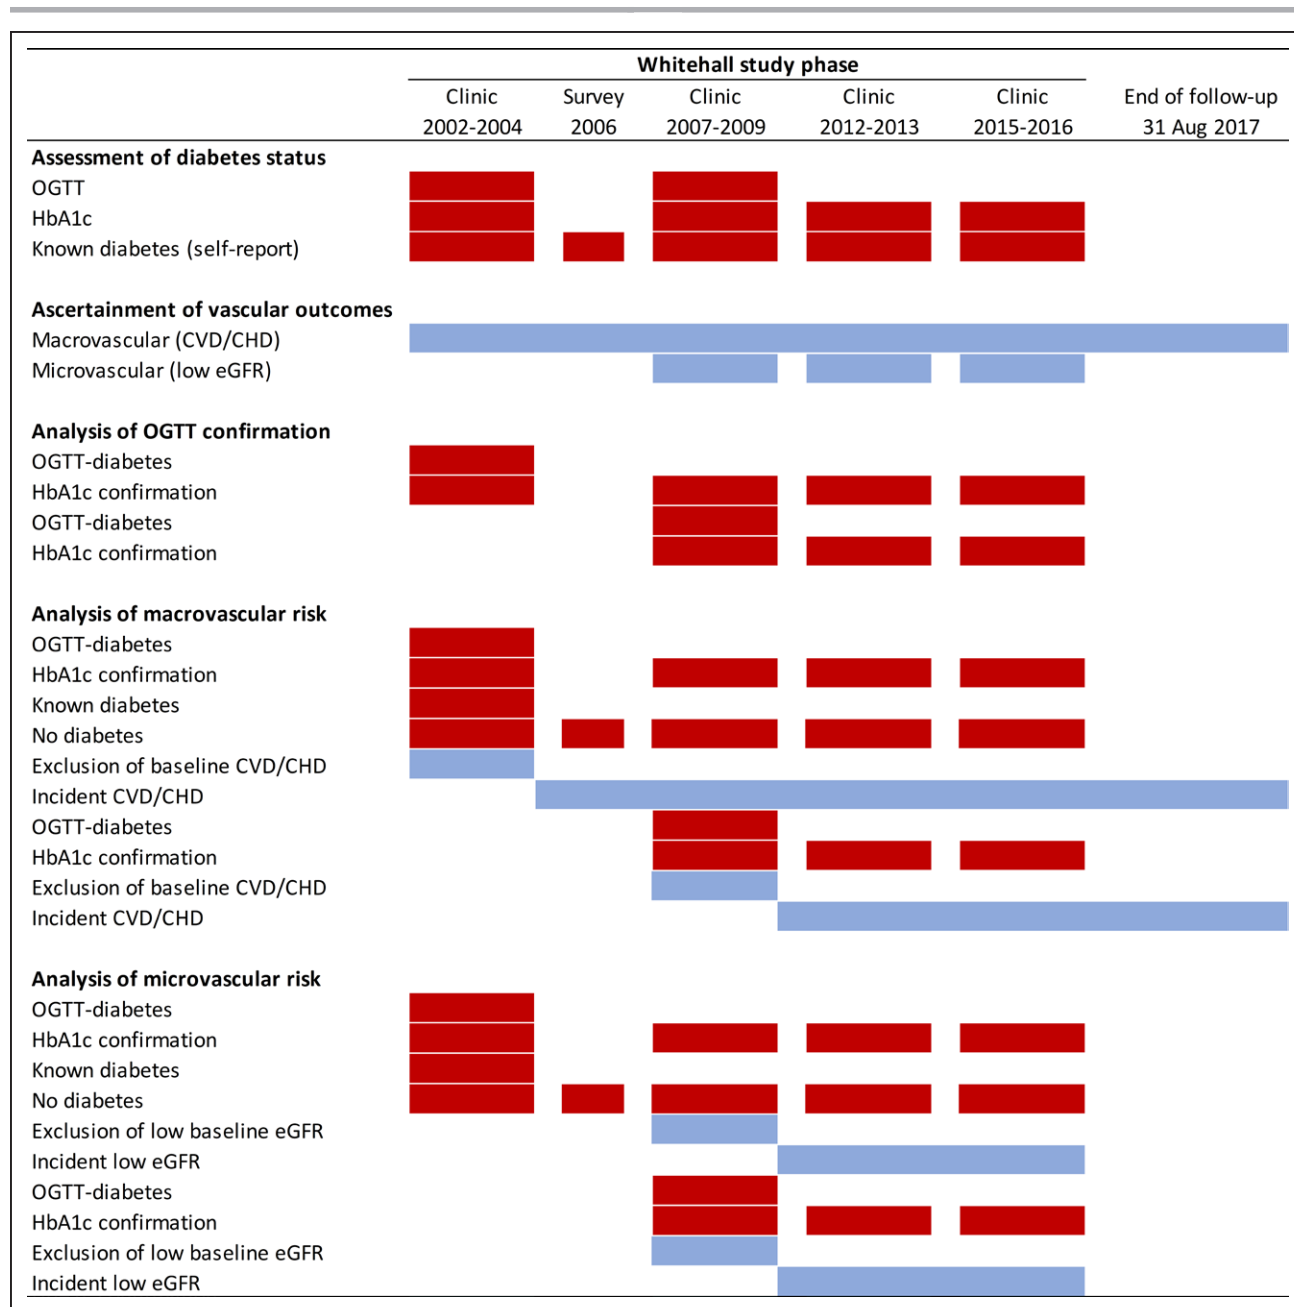 Whitehall study phase
Clinic Survey Clinic Clinic Clinic End of follow-up
2002-2004 2006 2007-2009 2012-2013 2015-2016 31 Aug 2017
Assessment of diabetes status
OGTT
HbA1c
Known diabetes (self-report)
Ascertainment of vascular outcomes
Macrovascular (CVD/CHD)
Microvascular (low eGFR)
Analysis of OGTT confirmation
OGTT-diabetes
HbA1c confirmation
OGTT-diabetes
HbA1c confirmation
Analysis of macrovascular risk
OGTT-diabetes
HbA1c confirmation
Known diabetes
No diabetes
Exclusion of baseline CVD/CHD
Incident CVD/CHD
OGTT-diabetes
HbA1c confirmation
Exclusion of baseline CVD/CHD
Incident CVD/CHD
Analysis of microvascular risk
OGTT-diabetes
HbA1c confirmation
Known diabetes
No diabetes
Exclusion of low baseline eGFR
Incident low eGFR
OGTT-diabetes
HbA1c confirmation
Exclusion of low baseline eGFR
Incident low eGFR